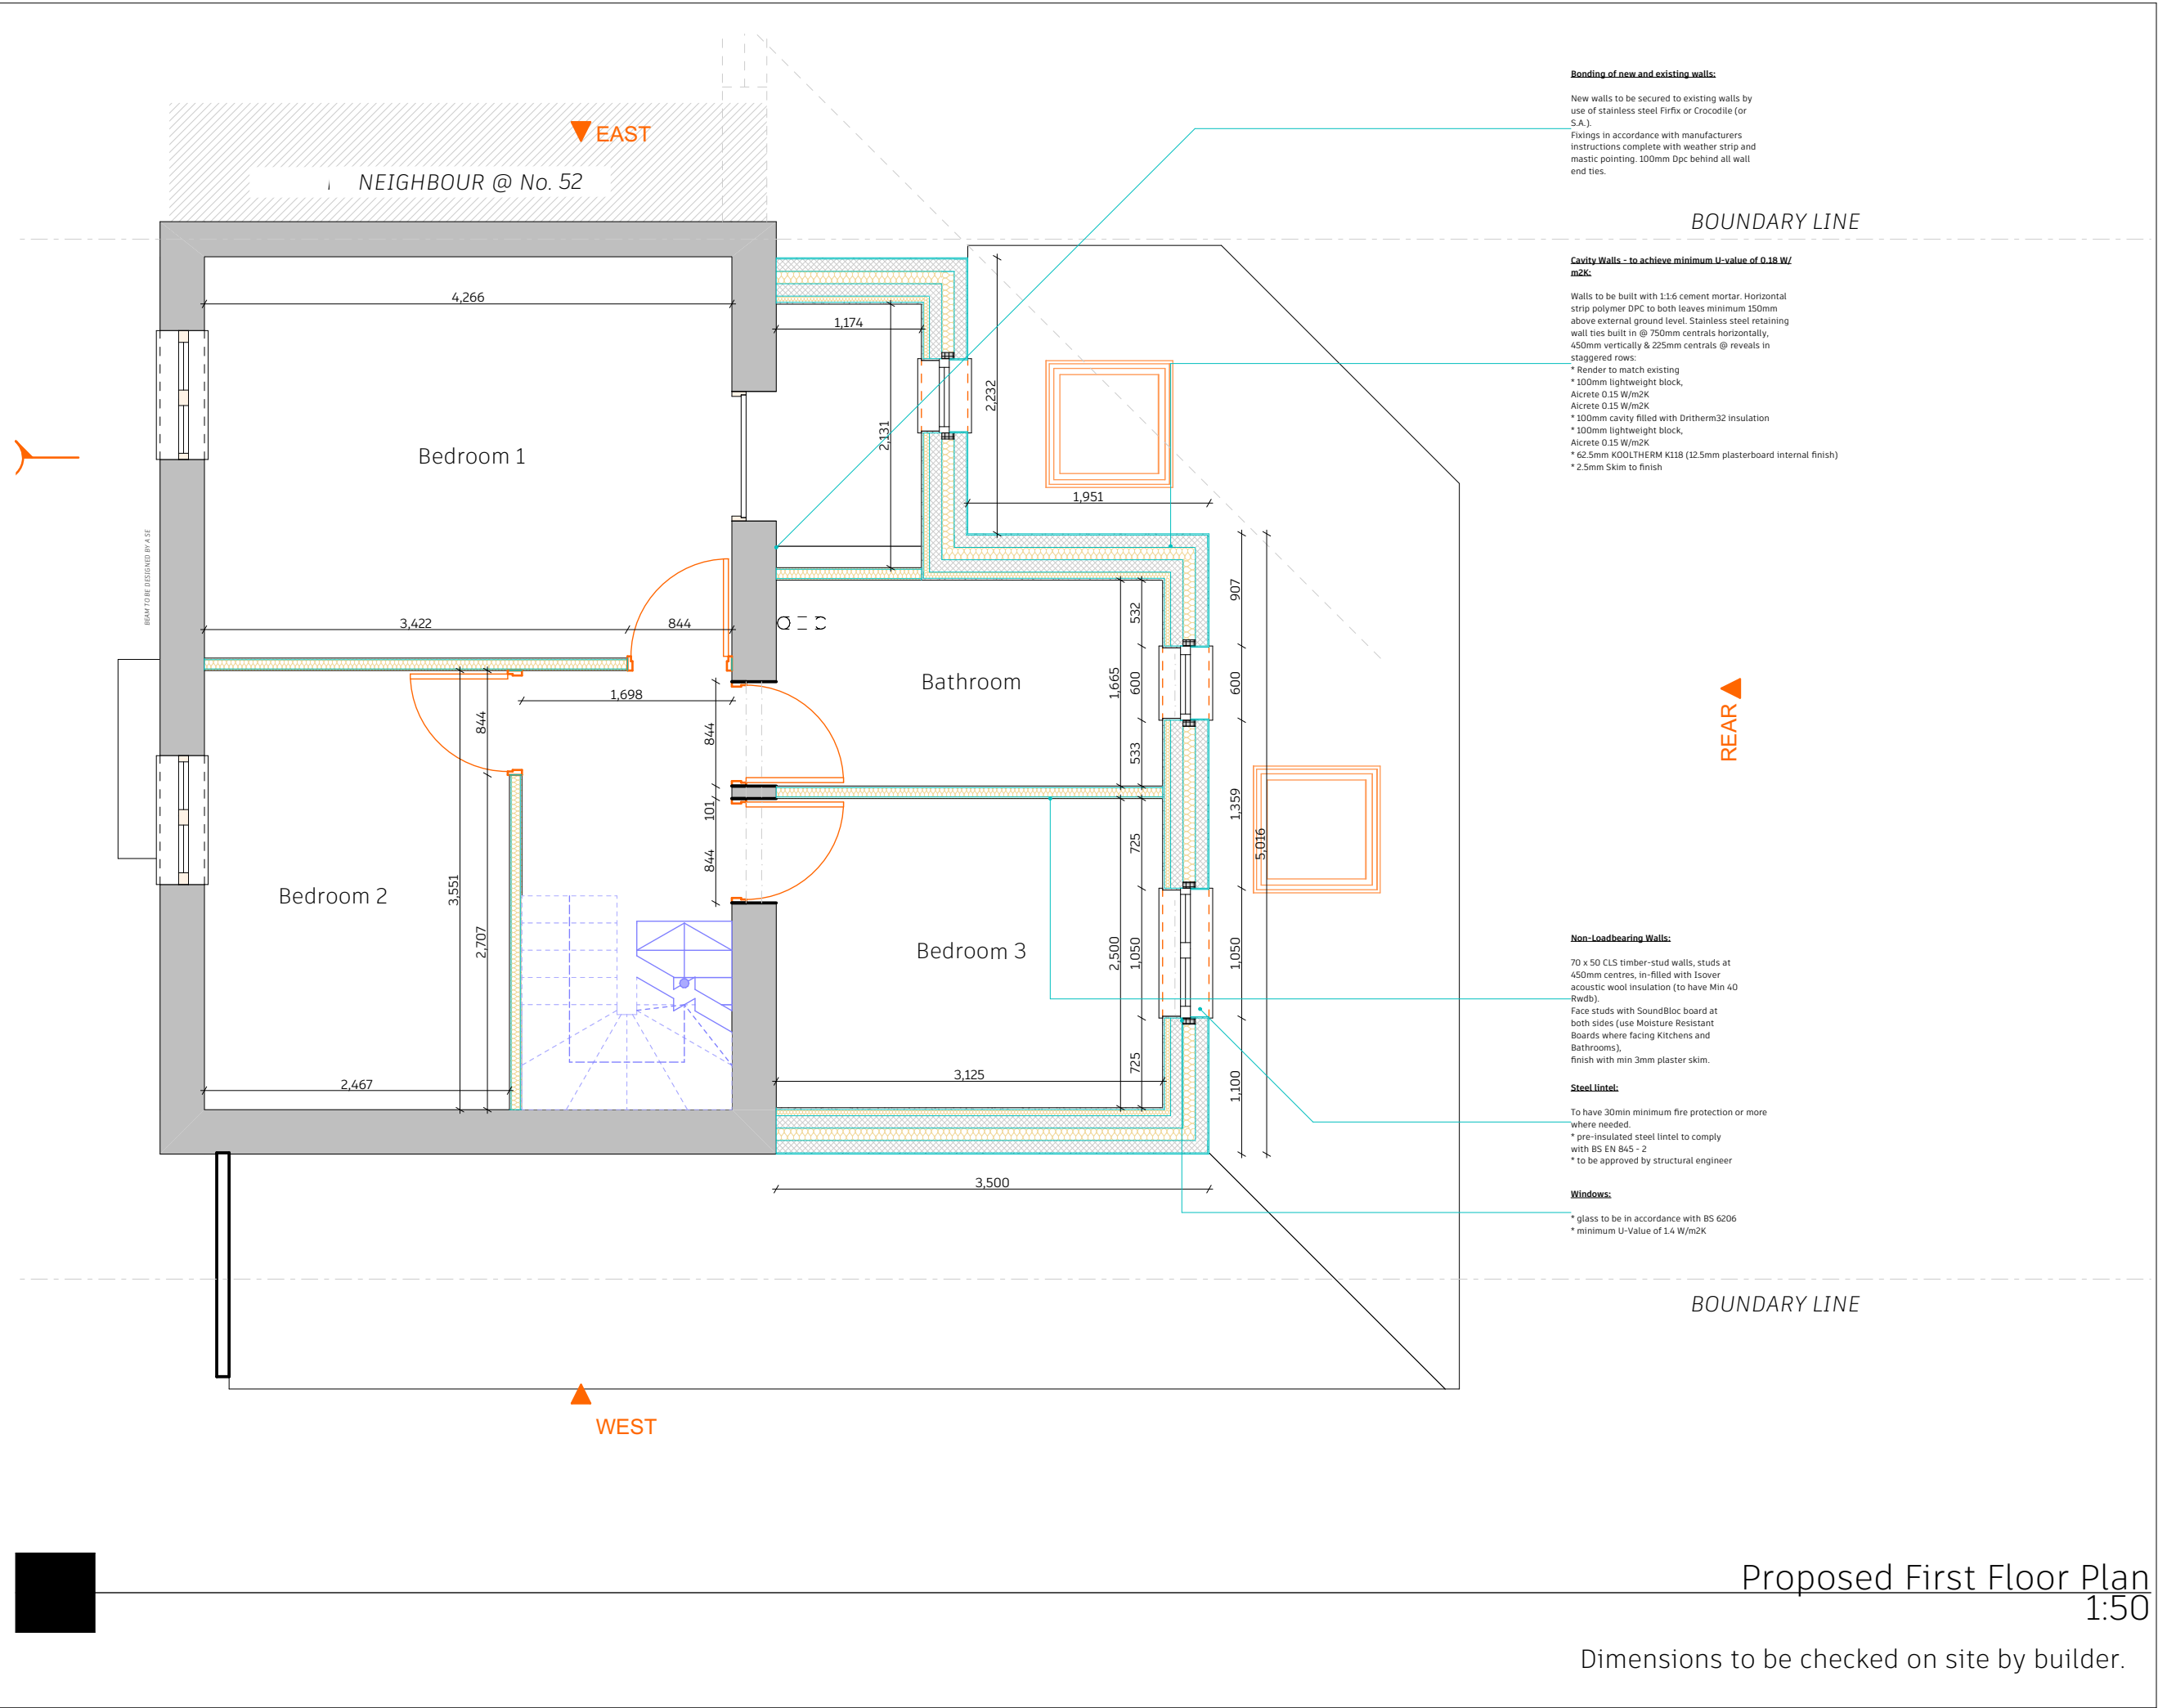 EAST
NEIGHBOUR @ No. 52
Bonding of new and existing walls:
New walls to be secured to existing walls by
use of stainless steel Firfix or Crocodile (or
S.A.).
Fixings in accordance with manufacturers
instructions complete with weather strip and
mastic pointing. 100mm Dpc behind all wall
end ties.
BOUNDARY LINE
Cavity Walls - to achieve minimum U-value of 0.18 W/
m2K:
Walls to be built with 1:1:6 cement mortar. Horizontal
strip polymer DPC to both leaves minimum 150mm
above external ground level. Stainless steel retaining
wall ties built in @ 750mm centrals horizontally,
450mm vertically & 225mm centrals @ reveals in
staggered rows:
* Render to match existing
* 100mm lightweight block,
Aicrete 0.15 W/m2K
Aicrete 0.15 W/m2K
* 100mm cavity filled with Dritherm32 insulation
* 100mm lightweight block,
Aicrete 0.15 W/m2K
* 62.5mm KOOLTHERM K118 (12.5mm plasterboard internal finish)
* 2.5mm Skim to finish
4,266
1,174
2,232
2,131
Bedroom 1
1,951
BEAM TO BE DESIGNED BY A SE
3,422
844
907
532
1,665
600
600
Bathroom
1,698
844
844
533
REAR
101
1,359
725
5,016
844
Bedroom 2
3,551
2,707
Bedroom 3
2,500
1,050
1,050
725
3,125
2,467
1,100
3,500
Non-Loadbearing Walls:
70 x 50 CLS timber-stud walls, studs at
450mm centres, in-filled with Isover
acoustic wool insulation (to have Min 40
Rwdb).
Face studs with SoundBloc board at
both sides (use Moisture Resistant
Boards where facing Kitchens and
Bathrooms),
finish with min 3mm plaster skim.
Steel lintel:
To have 30min minimum fire protection or more
where needed.
* pre-insulated steel lintel to comply
with BS EN 845 - 2
* to be approved by structural engineer
Windows:
* glass to be in accordance with BS 6206
* minimum U-Value of 1.4 W/m2K
BOUNDARY LINE
WEST
Proposed First Floor Plan
1:50
Dimensions to be checked on site by builder.